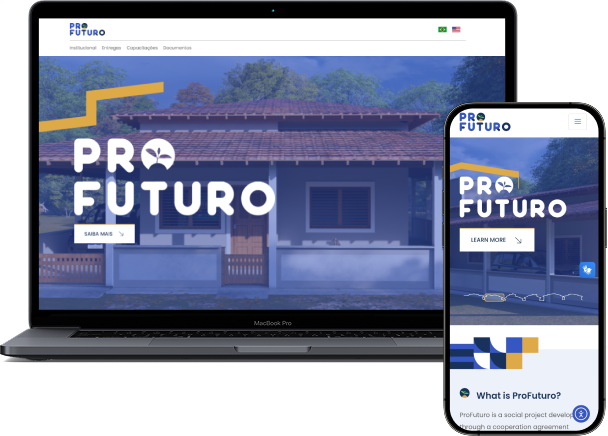 PRO
FUTURO
Institucional Entregas Capacitações Documentos
PRO
FUTURO
SAIBA MAIS
MacBook Pro
PRO
FUTURO
PRO
FUTURO
LEARN MORE
What is ProFuturo?
ProFuturo is a social project develop
through a cooperation agreement